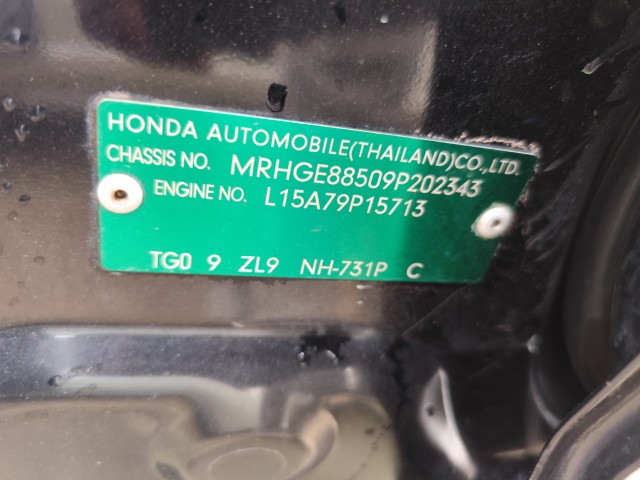 HONDA AUTOMOBILE(THAILAND)CO.,LTD.
CHASSIS NO. MRHGE88509P202343
ENGINE NO. L15A79P15713
TG0 9 ZL9 NH-731P C